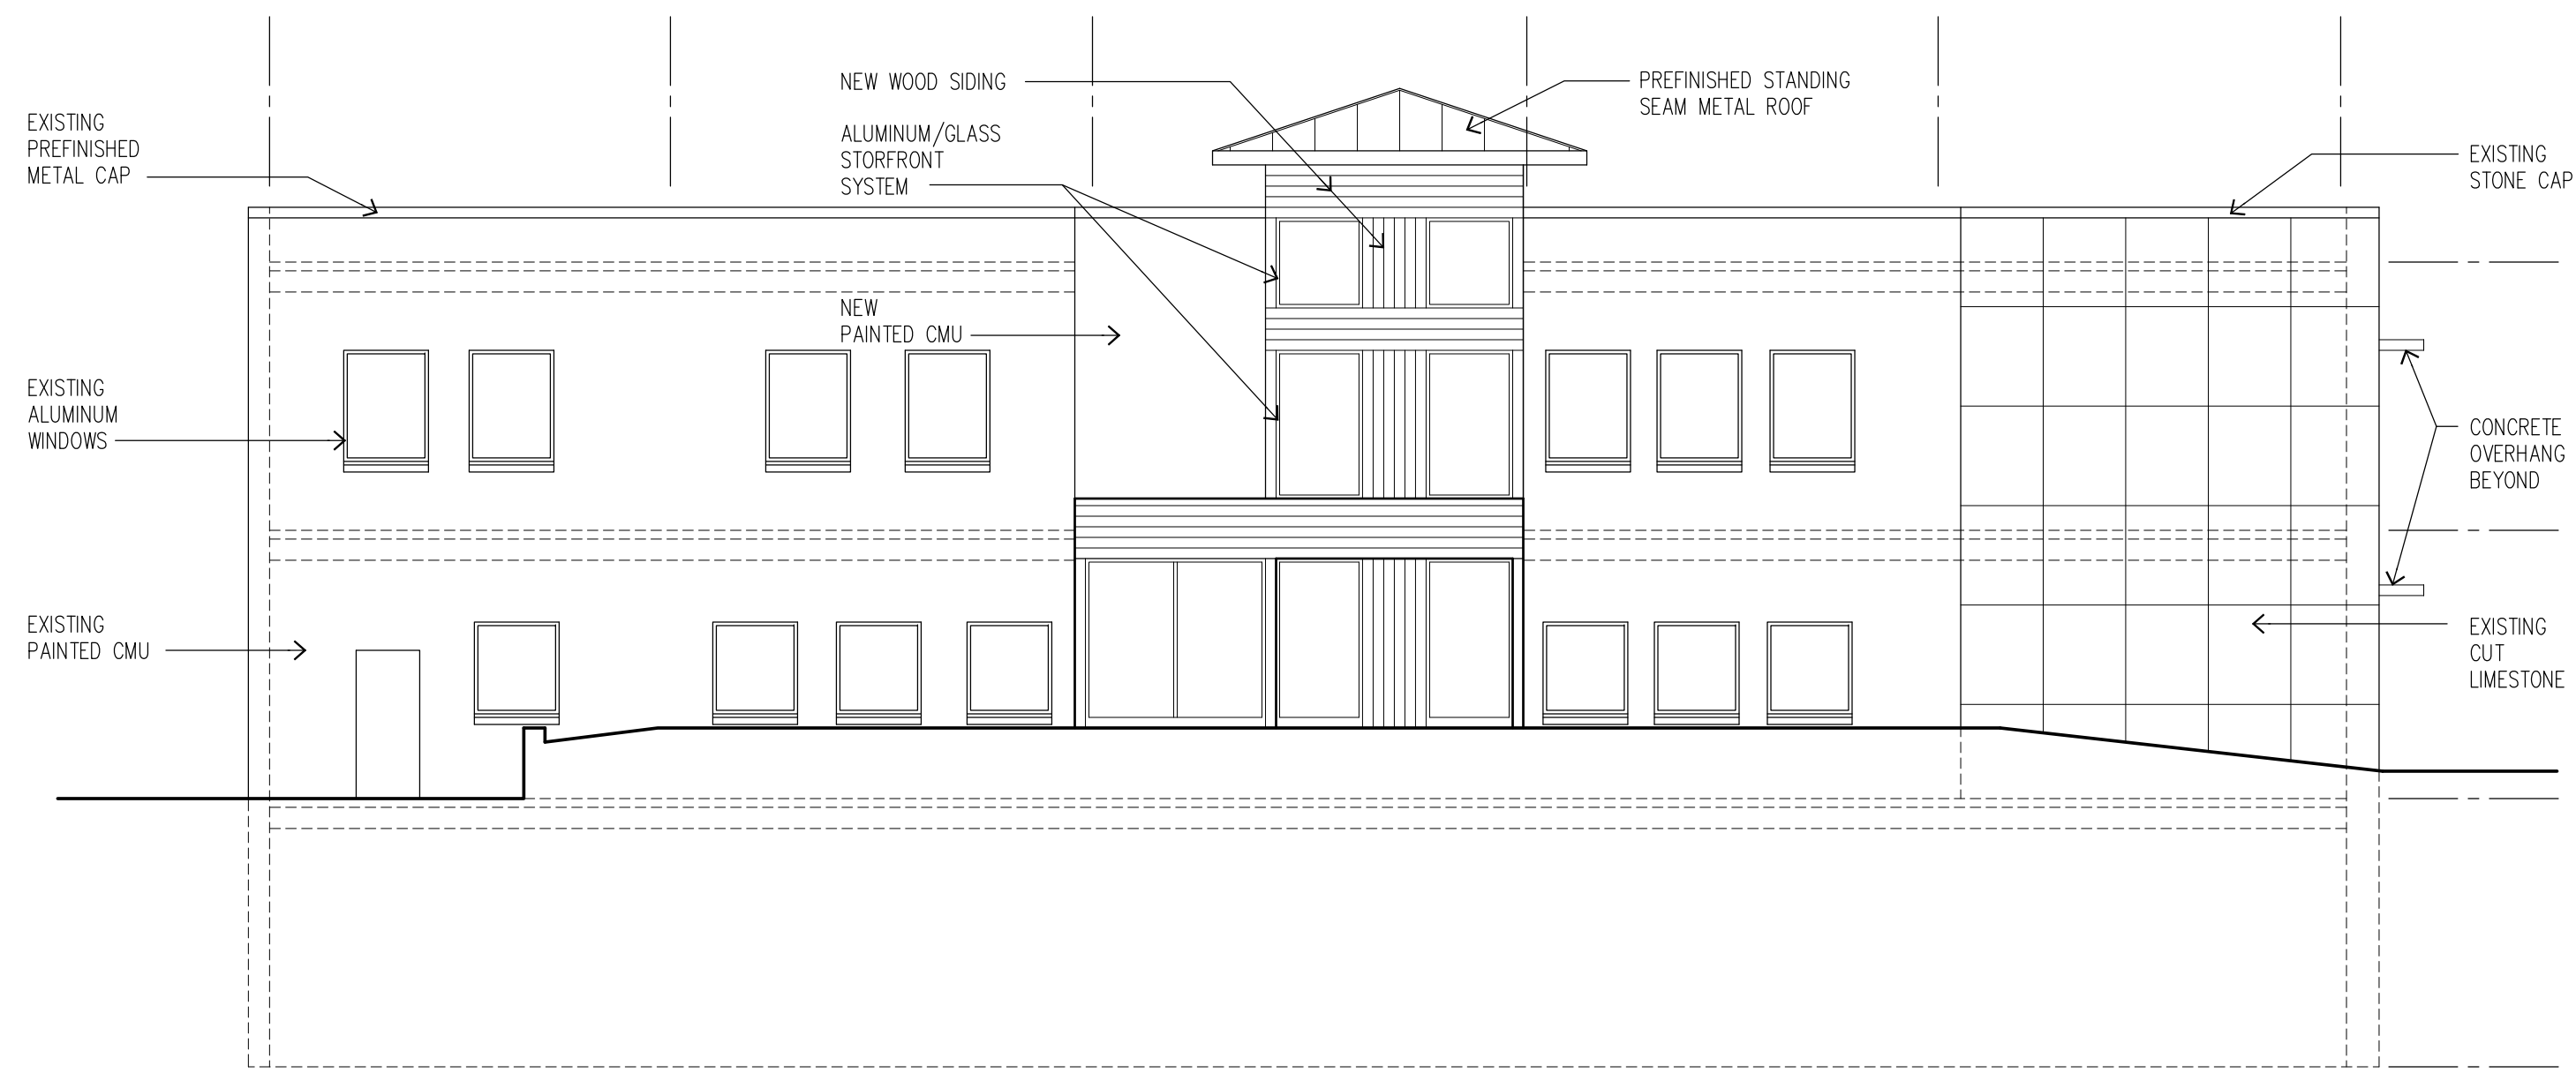 NEW WOOD SIDING
PREFINISHED STANDING
SEAM METAL ROOF
EXISTING
PREFINISHED
METAL CAP
ALUMINUM/GLASS
STORFRONT
SYSTEM
EXISTING
STONE CAP
NEW
PAINTED CMU
EXISTING
ALUMINUM
WINDOWS
CONCRETE
OVERHANG
BEYOND
EXISTING
PAINTED CMU
EXISTING
CUT
LIMESTONE